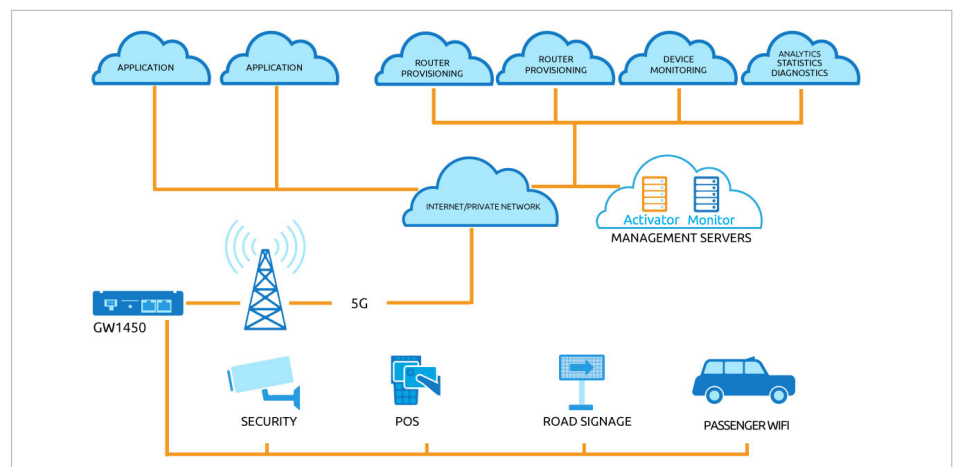 APPLICATION
APPLICATION
ROUTER
PROVISIONING
ROUTER
PROVISIONING
DEVICE
MONITORING
ANALYTICS
STATISTICS
DIAGNOSTICS
INTERNET/PRIVATE NETWORK
Activator
Monitor
MANAGEMENT SERVERS
5G
GW1450
SECURITY
POS
ROAD SIGNAGE
PASSENGER WIFI